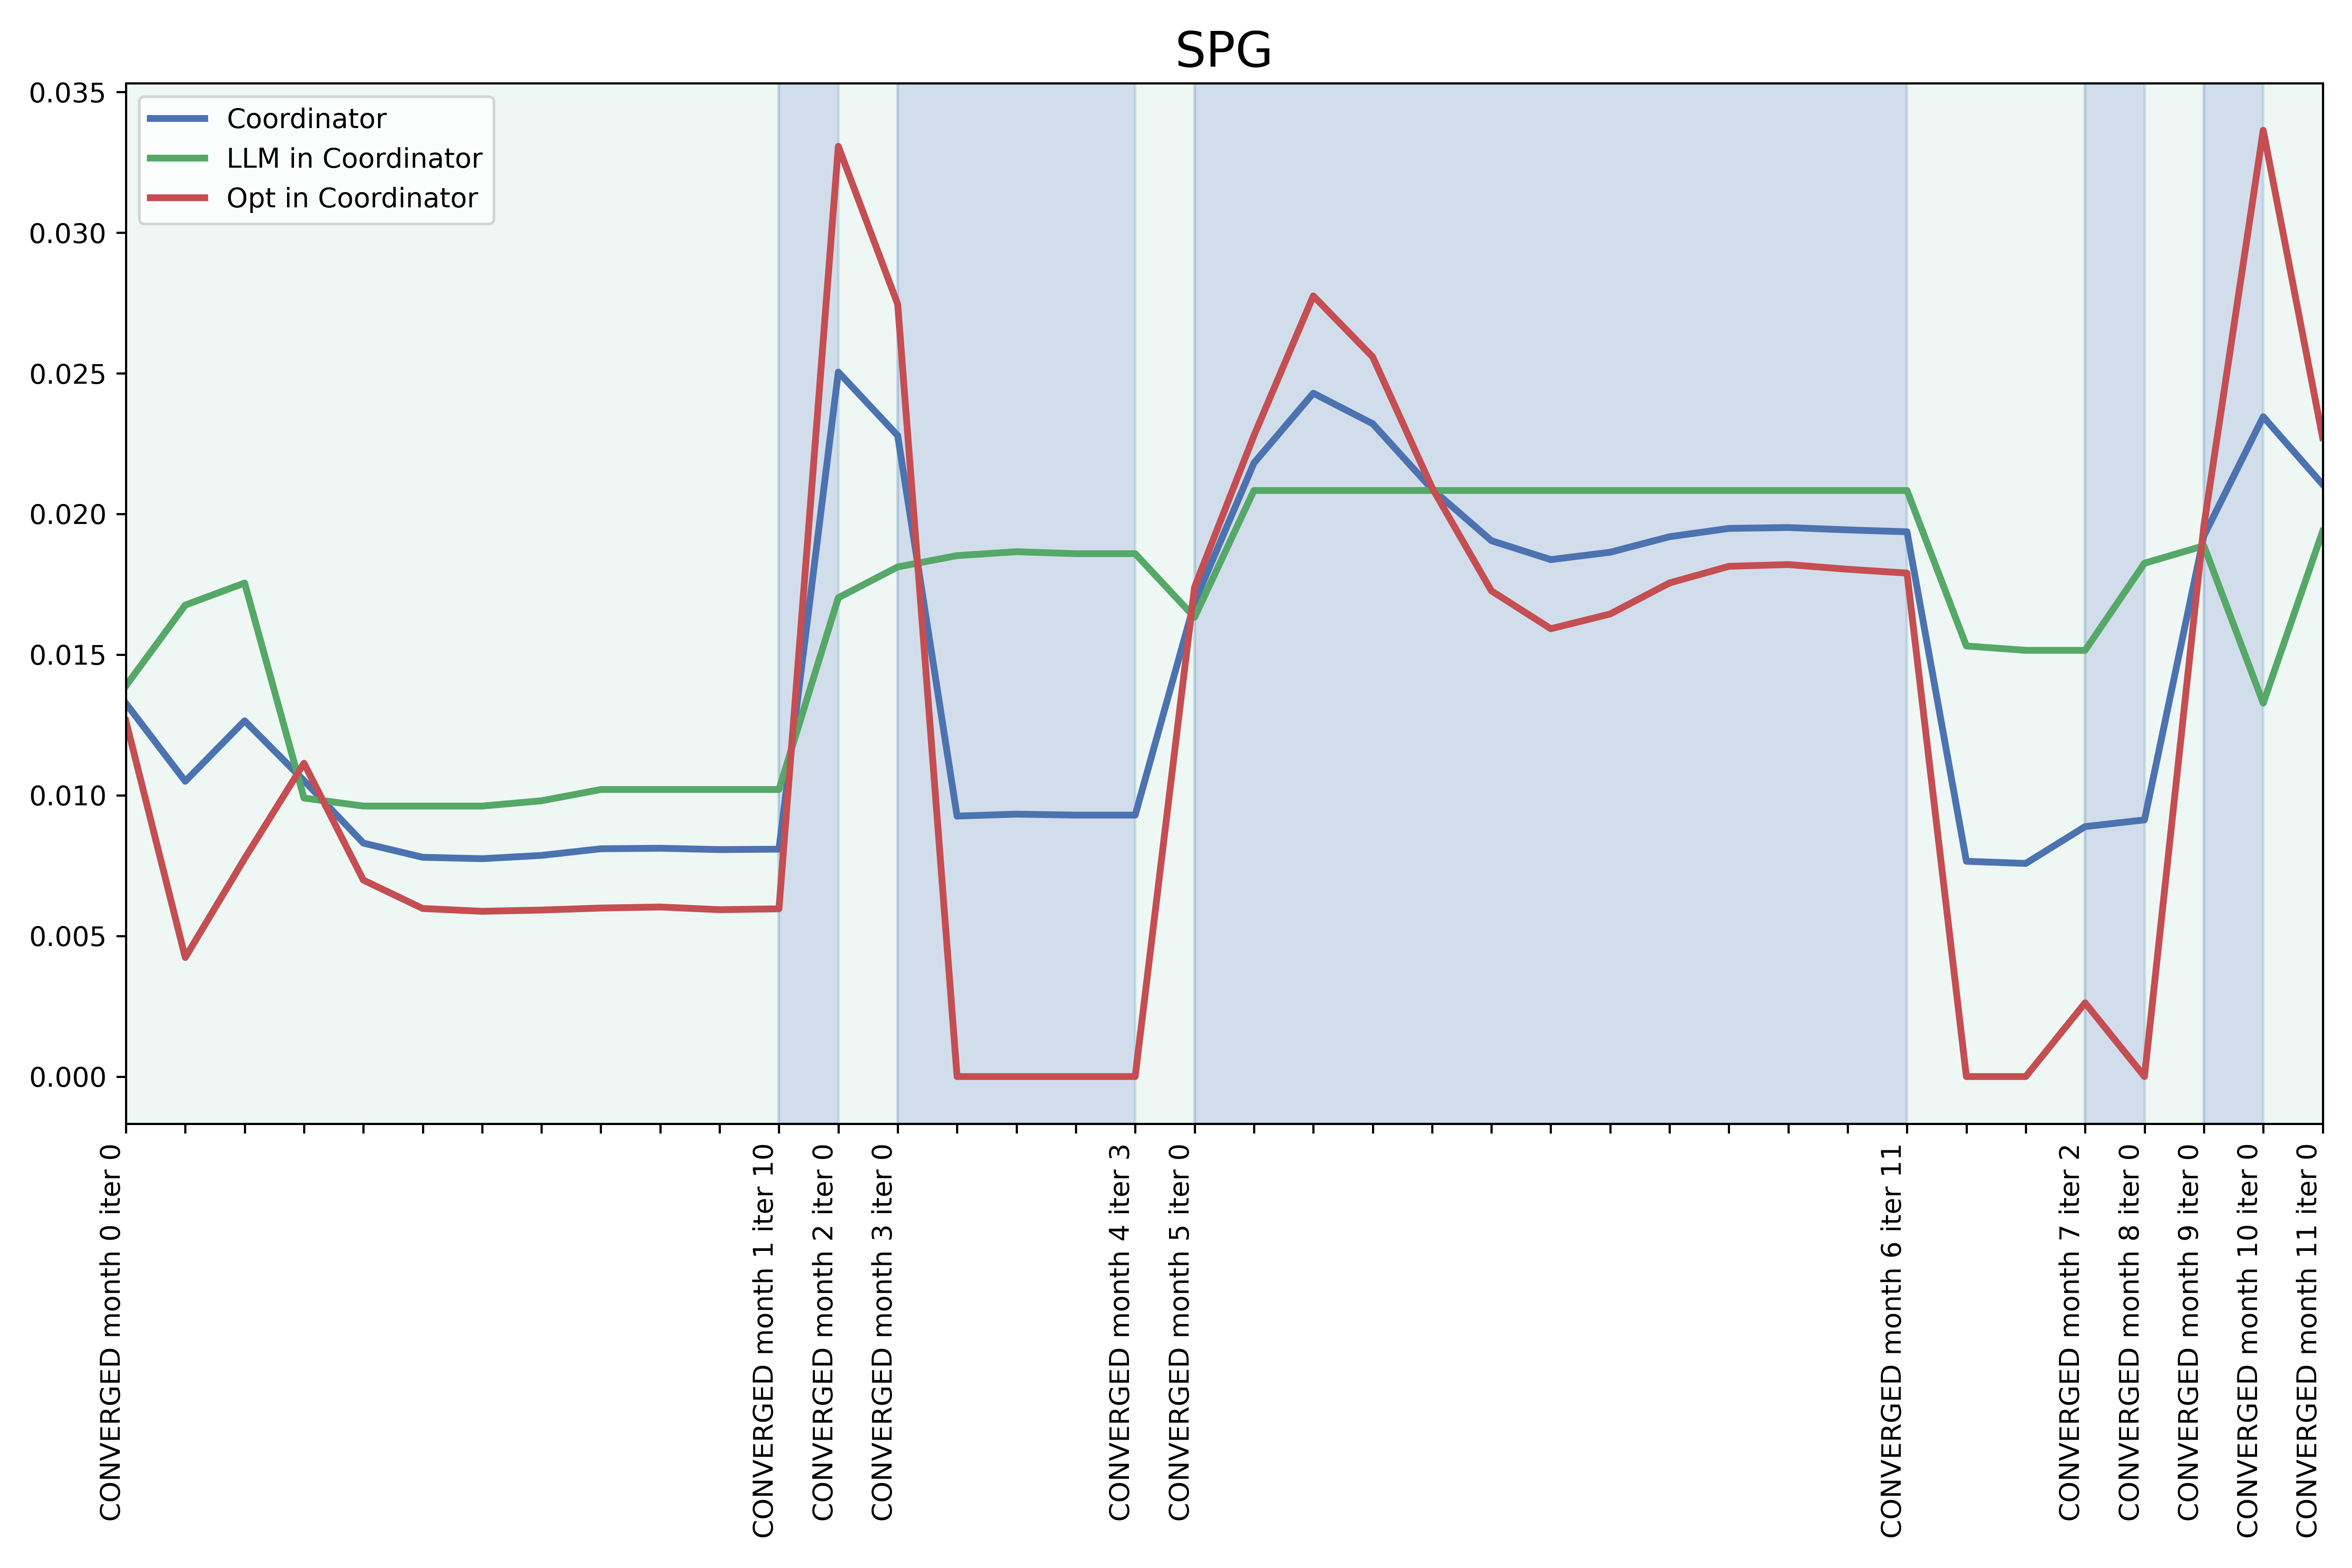 SPG
0.035
0.030
0.025
0.020
0.015
0.010
0.005
0.000
Coordinator
LLM in Coordinator
Opt in Coordinator
CONVERGED month 0 iter 0
CONVERGED month 1 iter 10
CONVERGED month 2 iter 0
CONVERGED month 3 iter 0
CONVERGED month 4 iter 3
CONVERGED month 5 iter 0
CONVERGED month 6 iter 11
CONVERGED month 7 iter 2
CONVERGED month 8 iter 0
CONVERGED month 9 iter 0
CONVERGED month 10 iter 0
CONVERGED month 11 iter 0